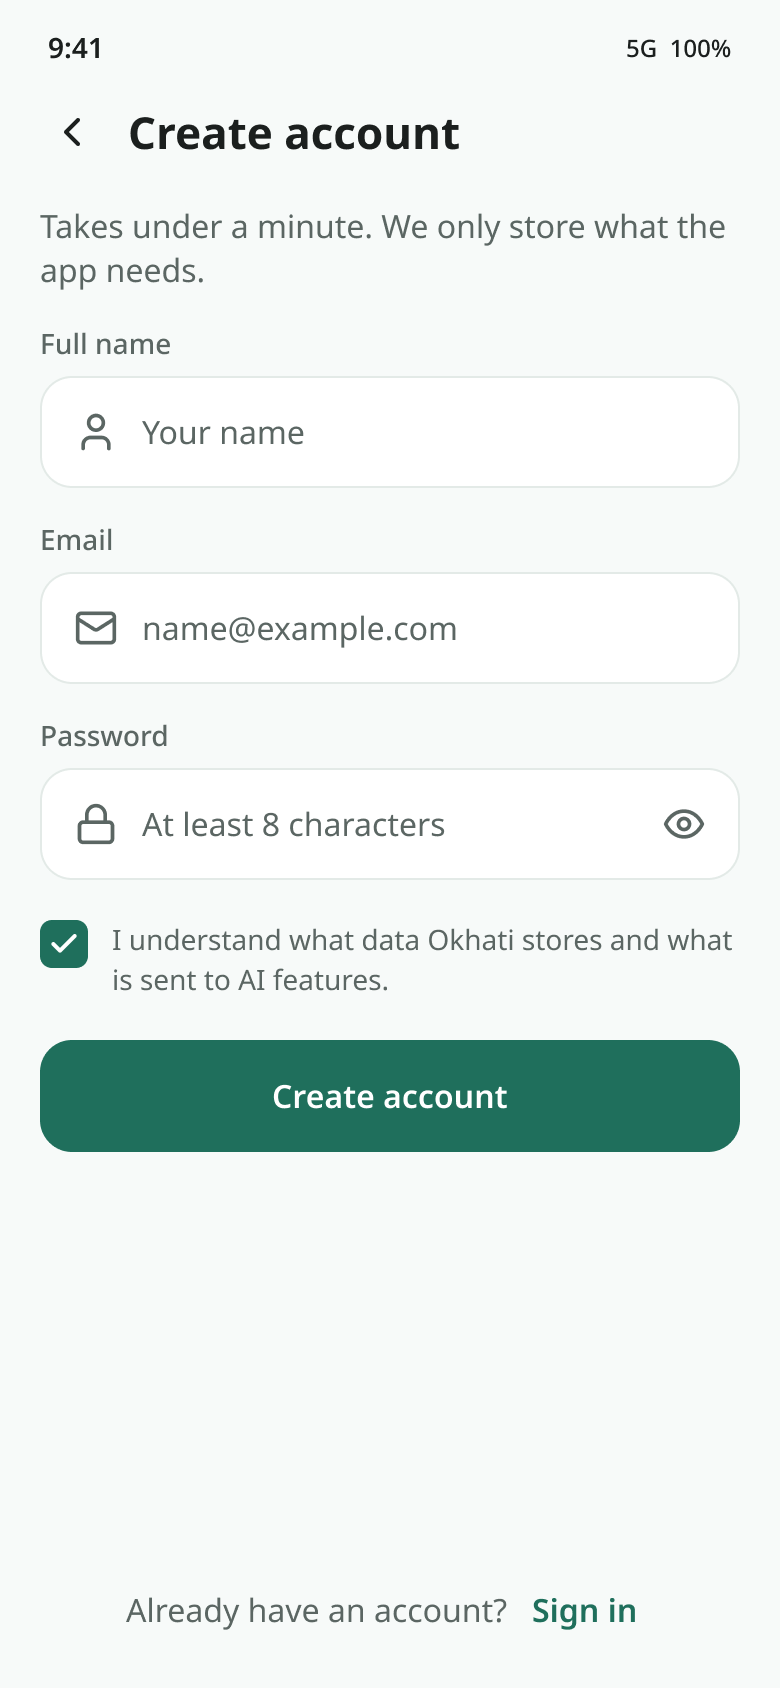 9:41
5G 100%
Create account
Takes under a minute. We only store what the
app needs.
Full name
Your name
Email
name@example.com
Password
At least 8 characters
I understand what data Okhati stores and what
is sent to AI features.
Create account
Already have an account? Sign in